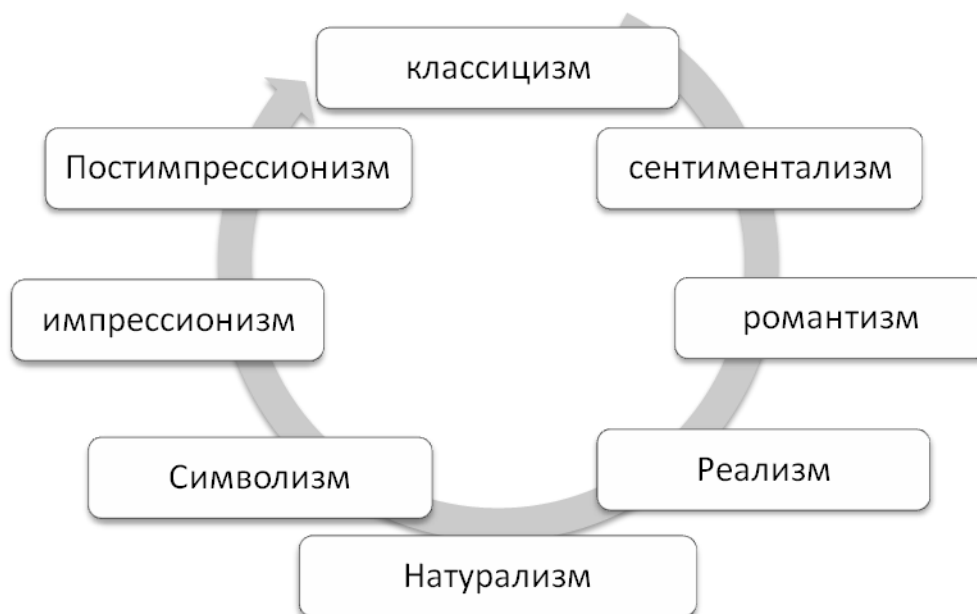 классицизм
сентиментализм
романтизм
Реализм
Натурализм
Символизм
импрессионизм
Постимпрессионизм